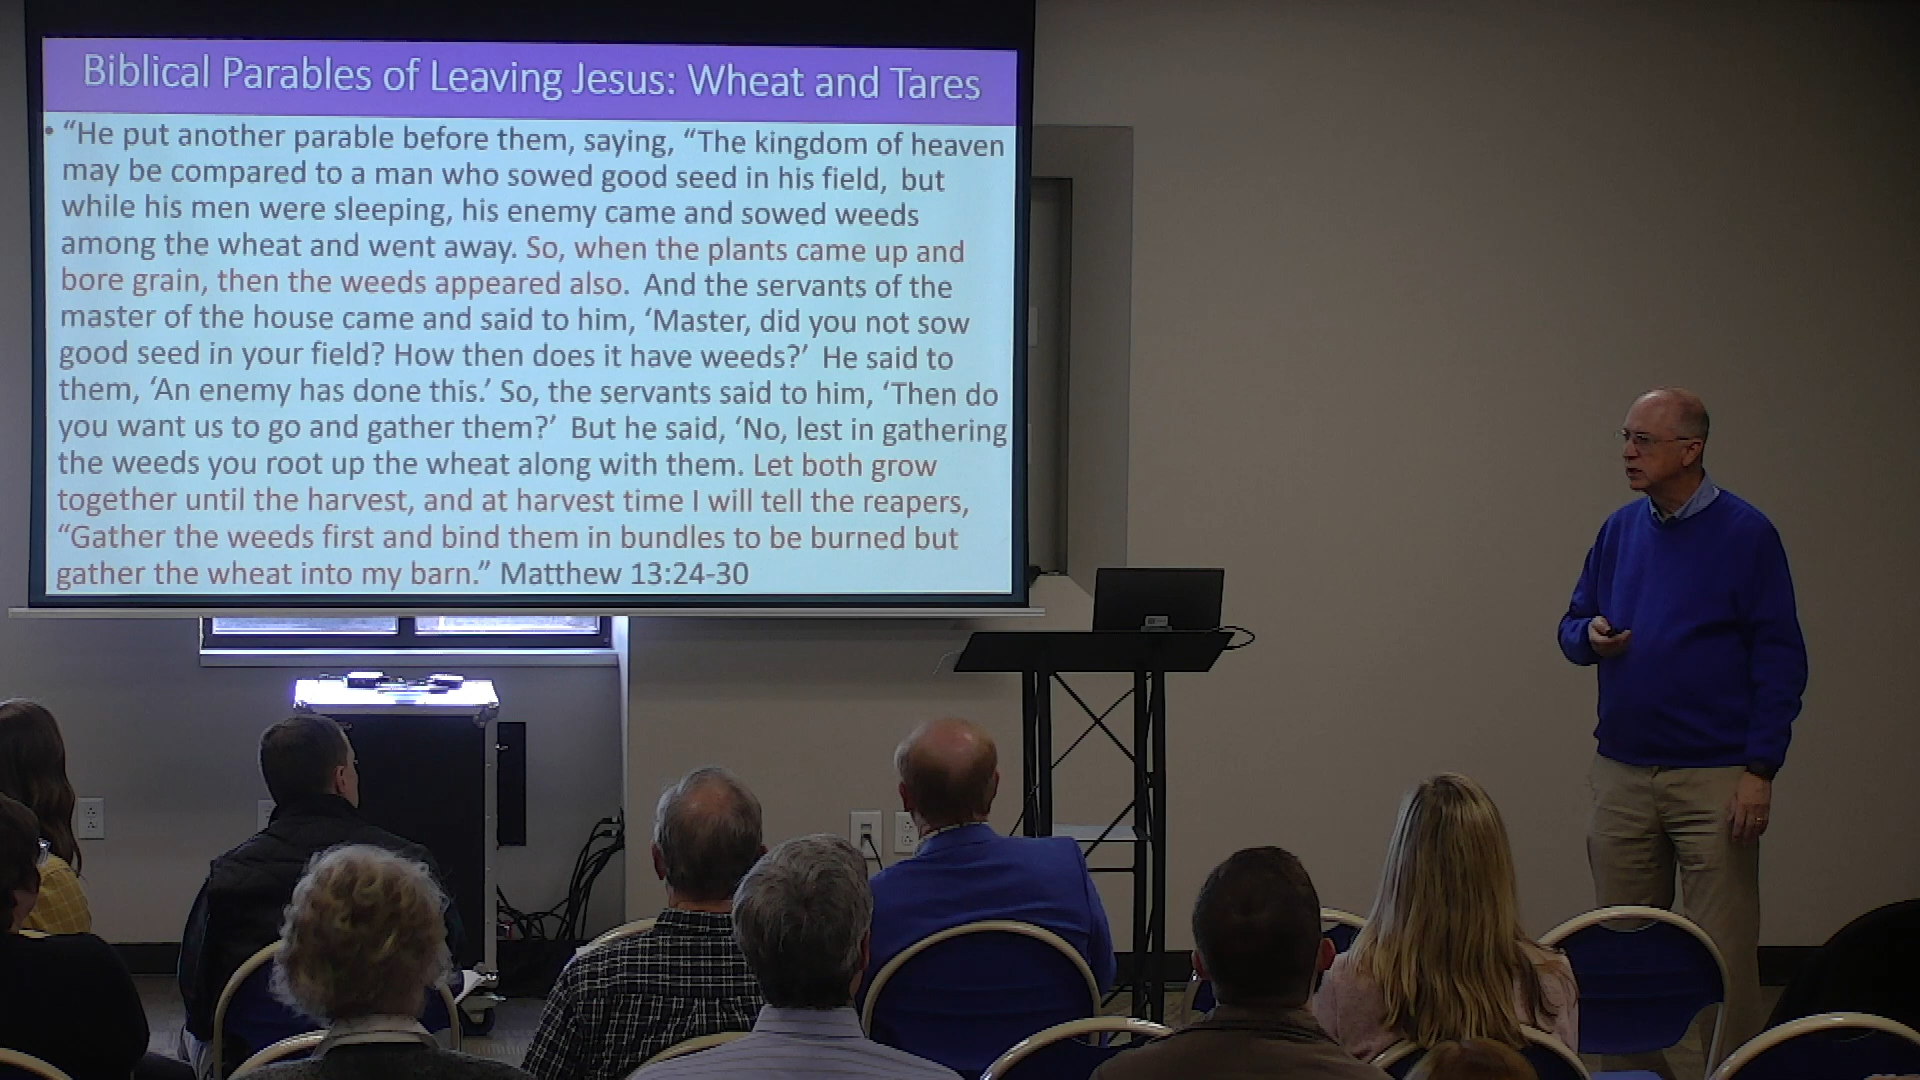 Biblical Parables of Leaving Jesus: Wheat and Tares
• “He put another parable before them, saying, “The kingdom of heaven
may be compared to a man who sowed good seed in his field, but
while his men were sleeping, his enemy came and sowed weeds
among the wheat and went away. So, when the plants came up and
bore grain, then the weeds appeared also. And the servants of the
master of the house came and said to him, ‘Master, did you not sow
good seed in your field? How then does it have weeds?’ He said to
them, ‘An enemy has done this.’ So, the servants said to him, ‘Then do
you want us to go and gather them?’ But he said, ‘No, lest in gathering
the weeds you root up the wheat along with them. Let both grow
together until the harvest, and at harvest time I will tell the reapers,
“Gather the weeds first and bind them in bundles to be burned but
gather the wheat into my barn.” Matthew 13:24-30